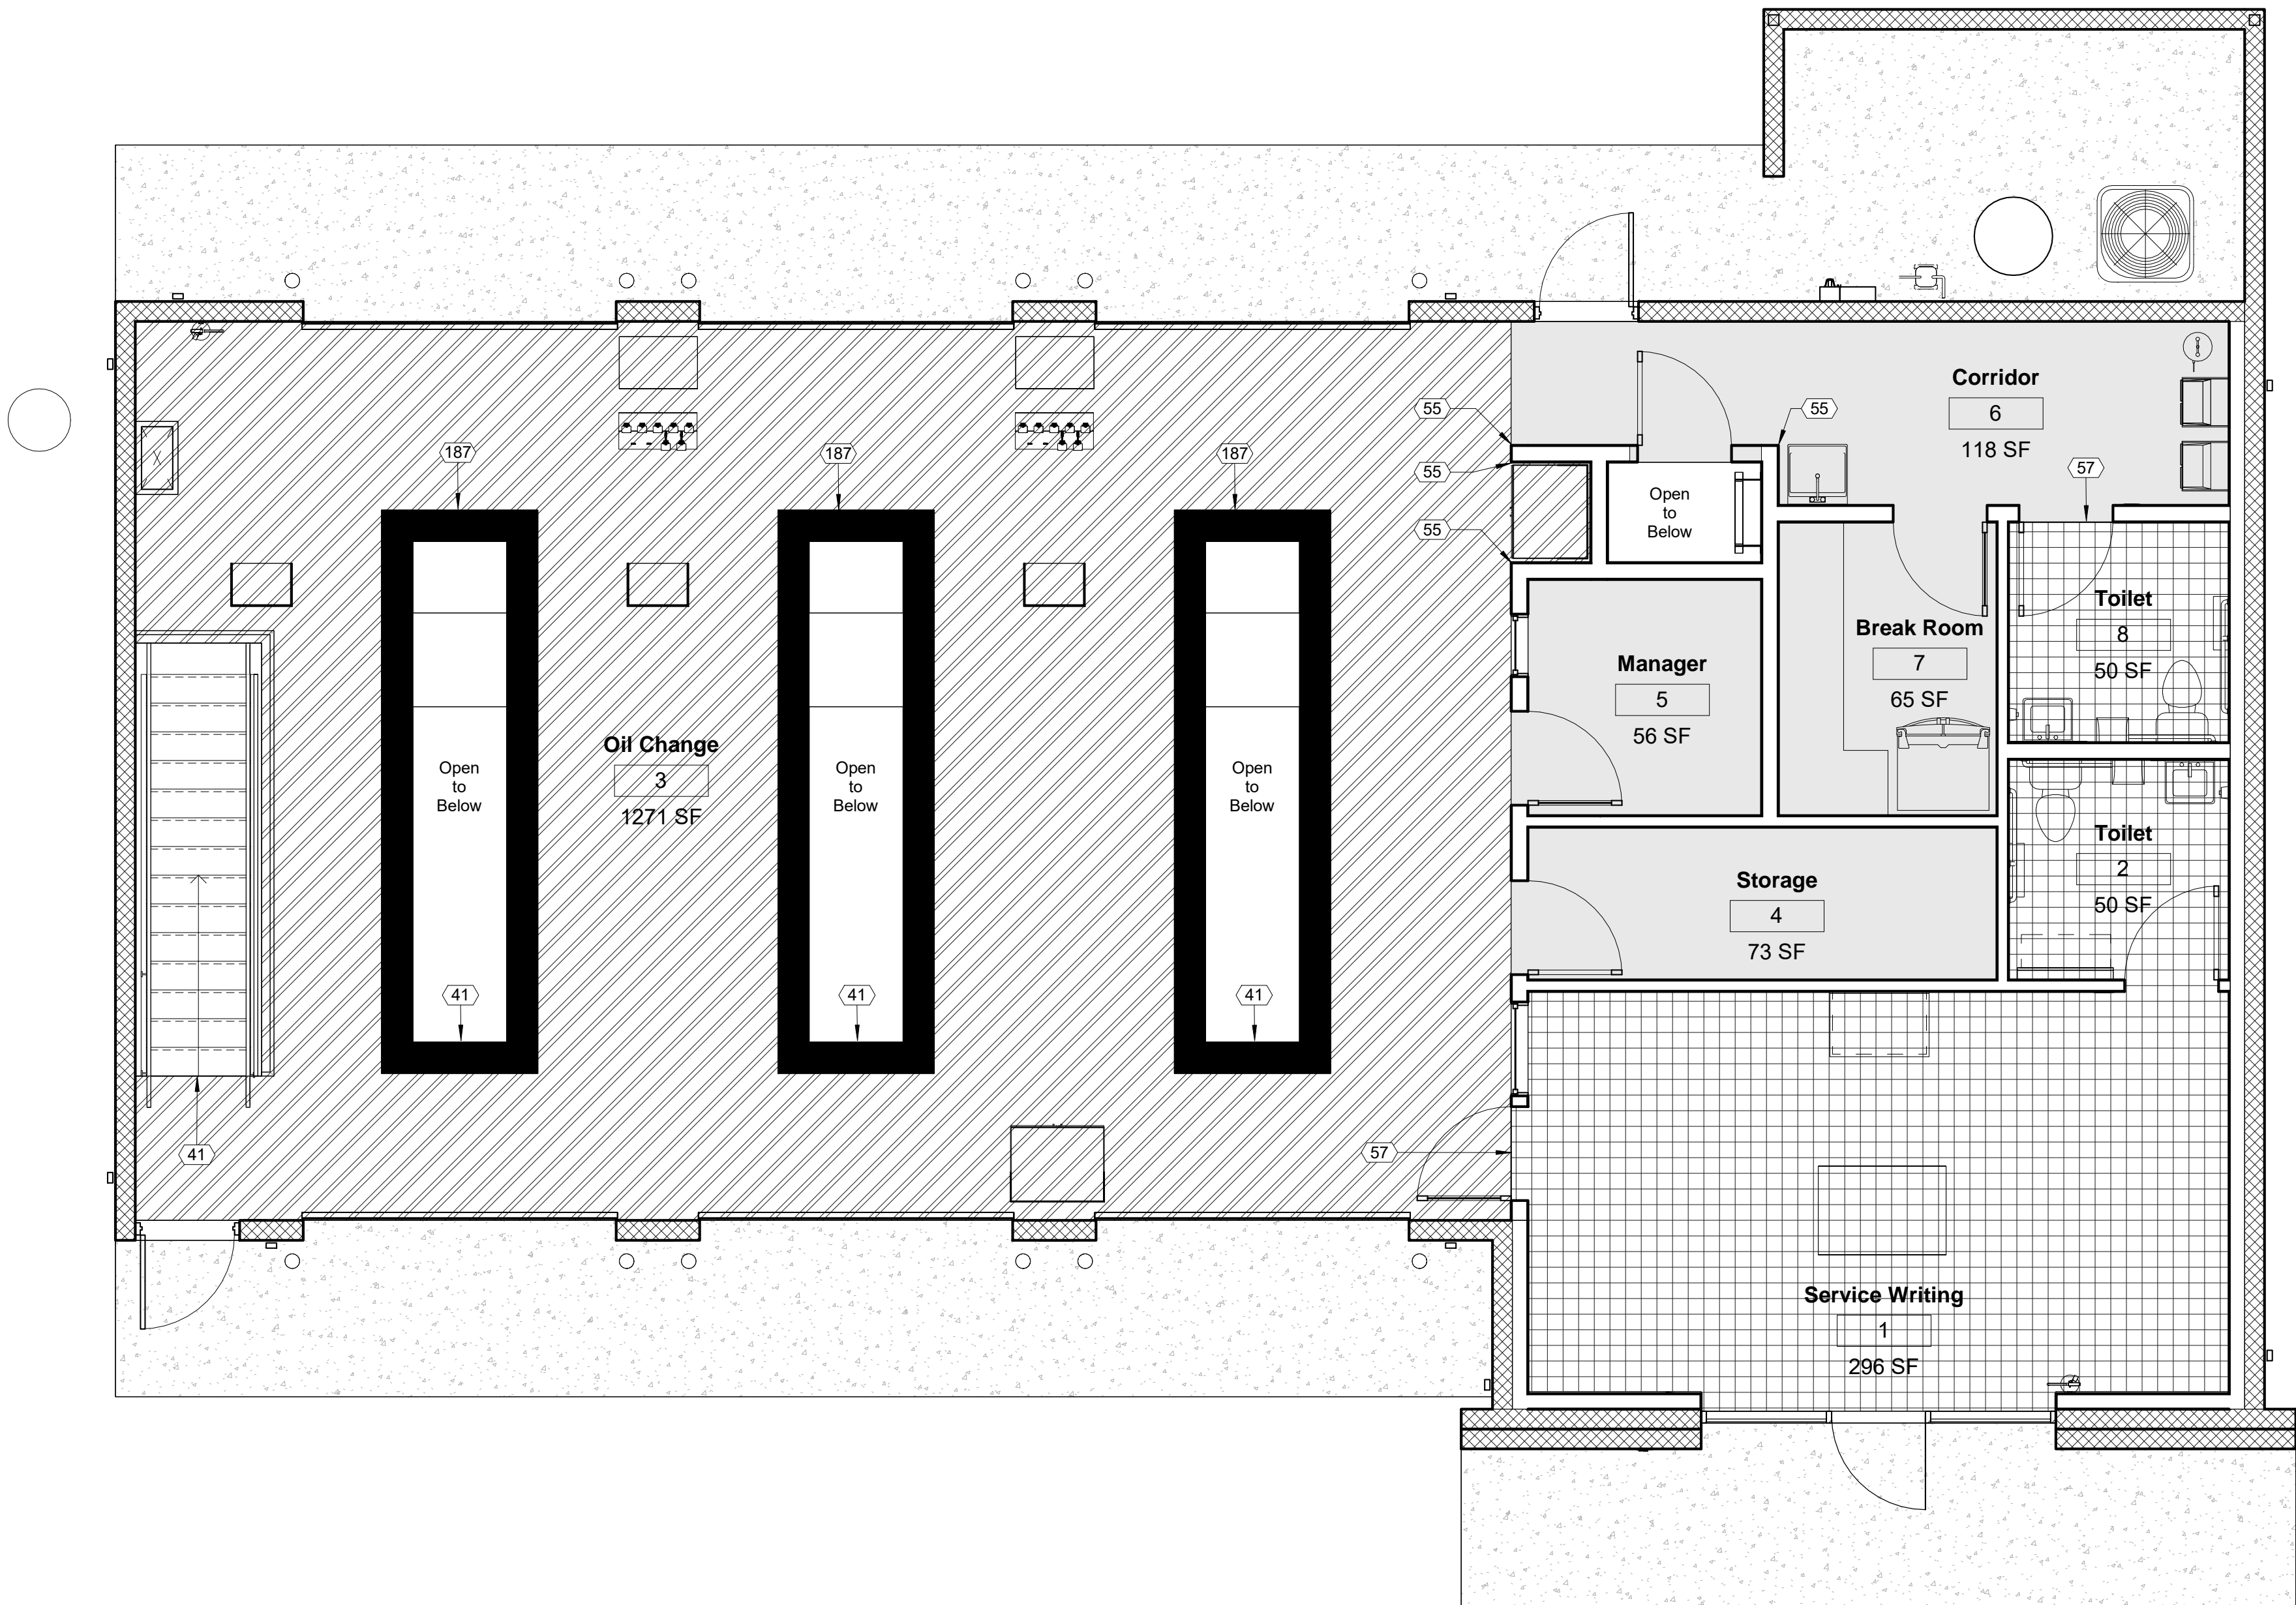 Corridor
6
118 SF
55
55
57
187
187
187
55
Open
to
Below
55
Toilet
8
50 SF
Break Room
7
65 SF
Manager
5
56 SF
Oil Change
3
1271 SF
Open
to
Below
Open
to
Below
Open
to
Below
Toilet
2
50 SF
Storage
4
73 SF
41
41
41
41
57
Service Writing
1
296 SF